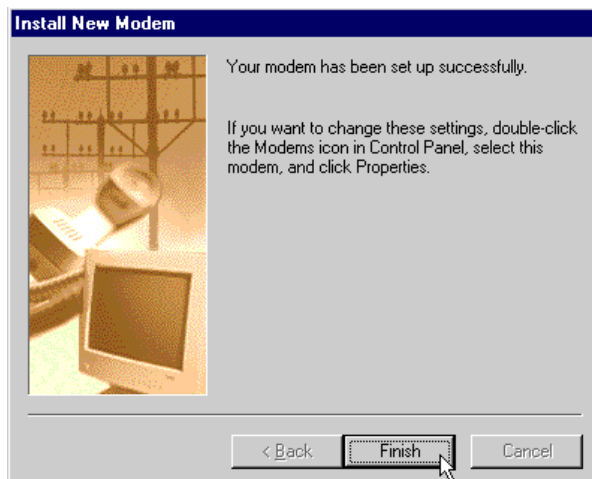 Install New Modem
Your modem has been set up successfully.
If you want to change these settings, double-click
the Modems icon in Control Panel, select this
modem, and click Properties.
< Back
Finish
Cancel